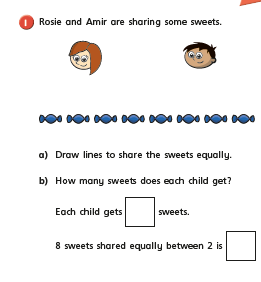 1 Rosie and Amir are sharing some sweets.
a) Draw lines to share the sweets equally.
b) How many sweets does each child get?
Each child gets sweets.
8 sweets shared equally between 2 is